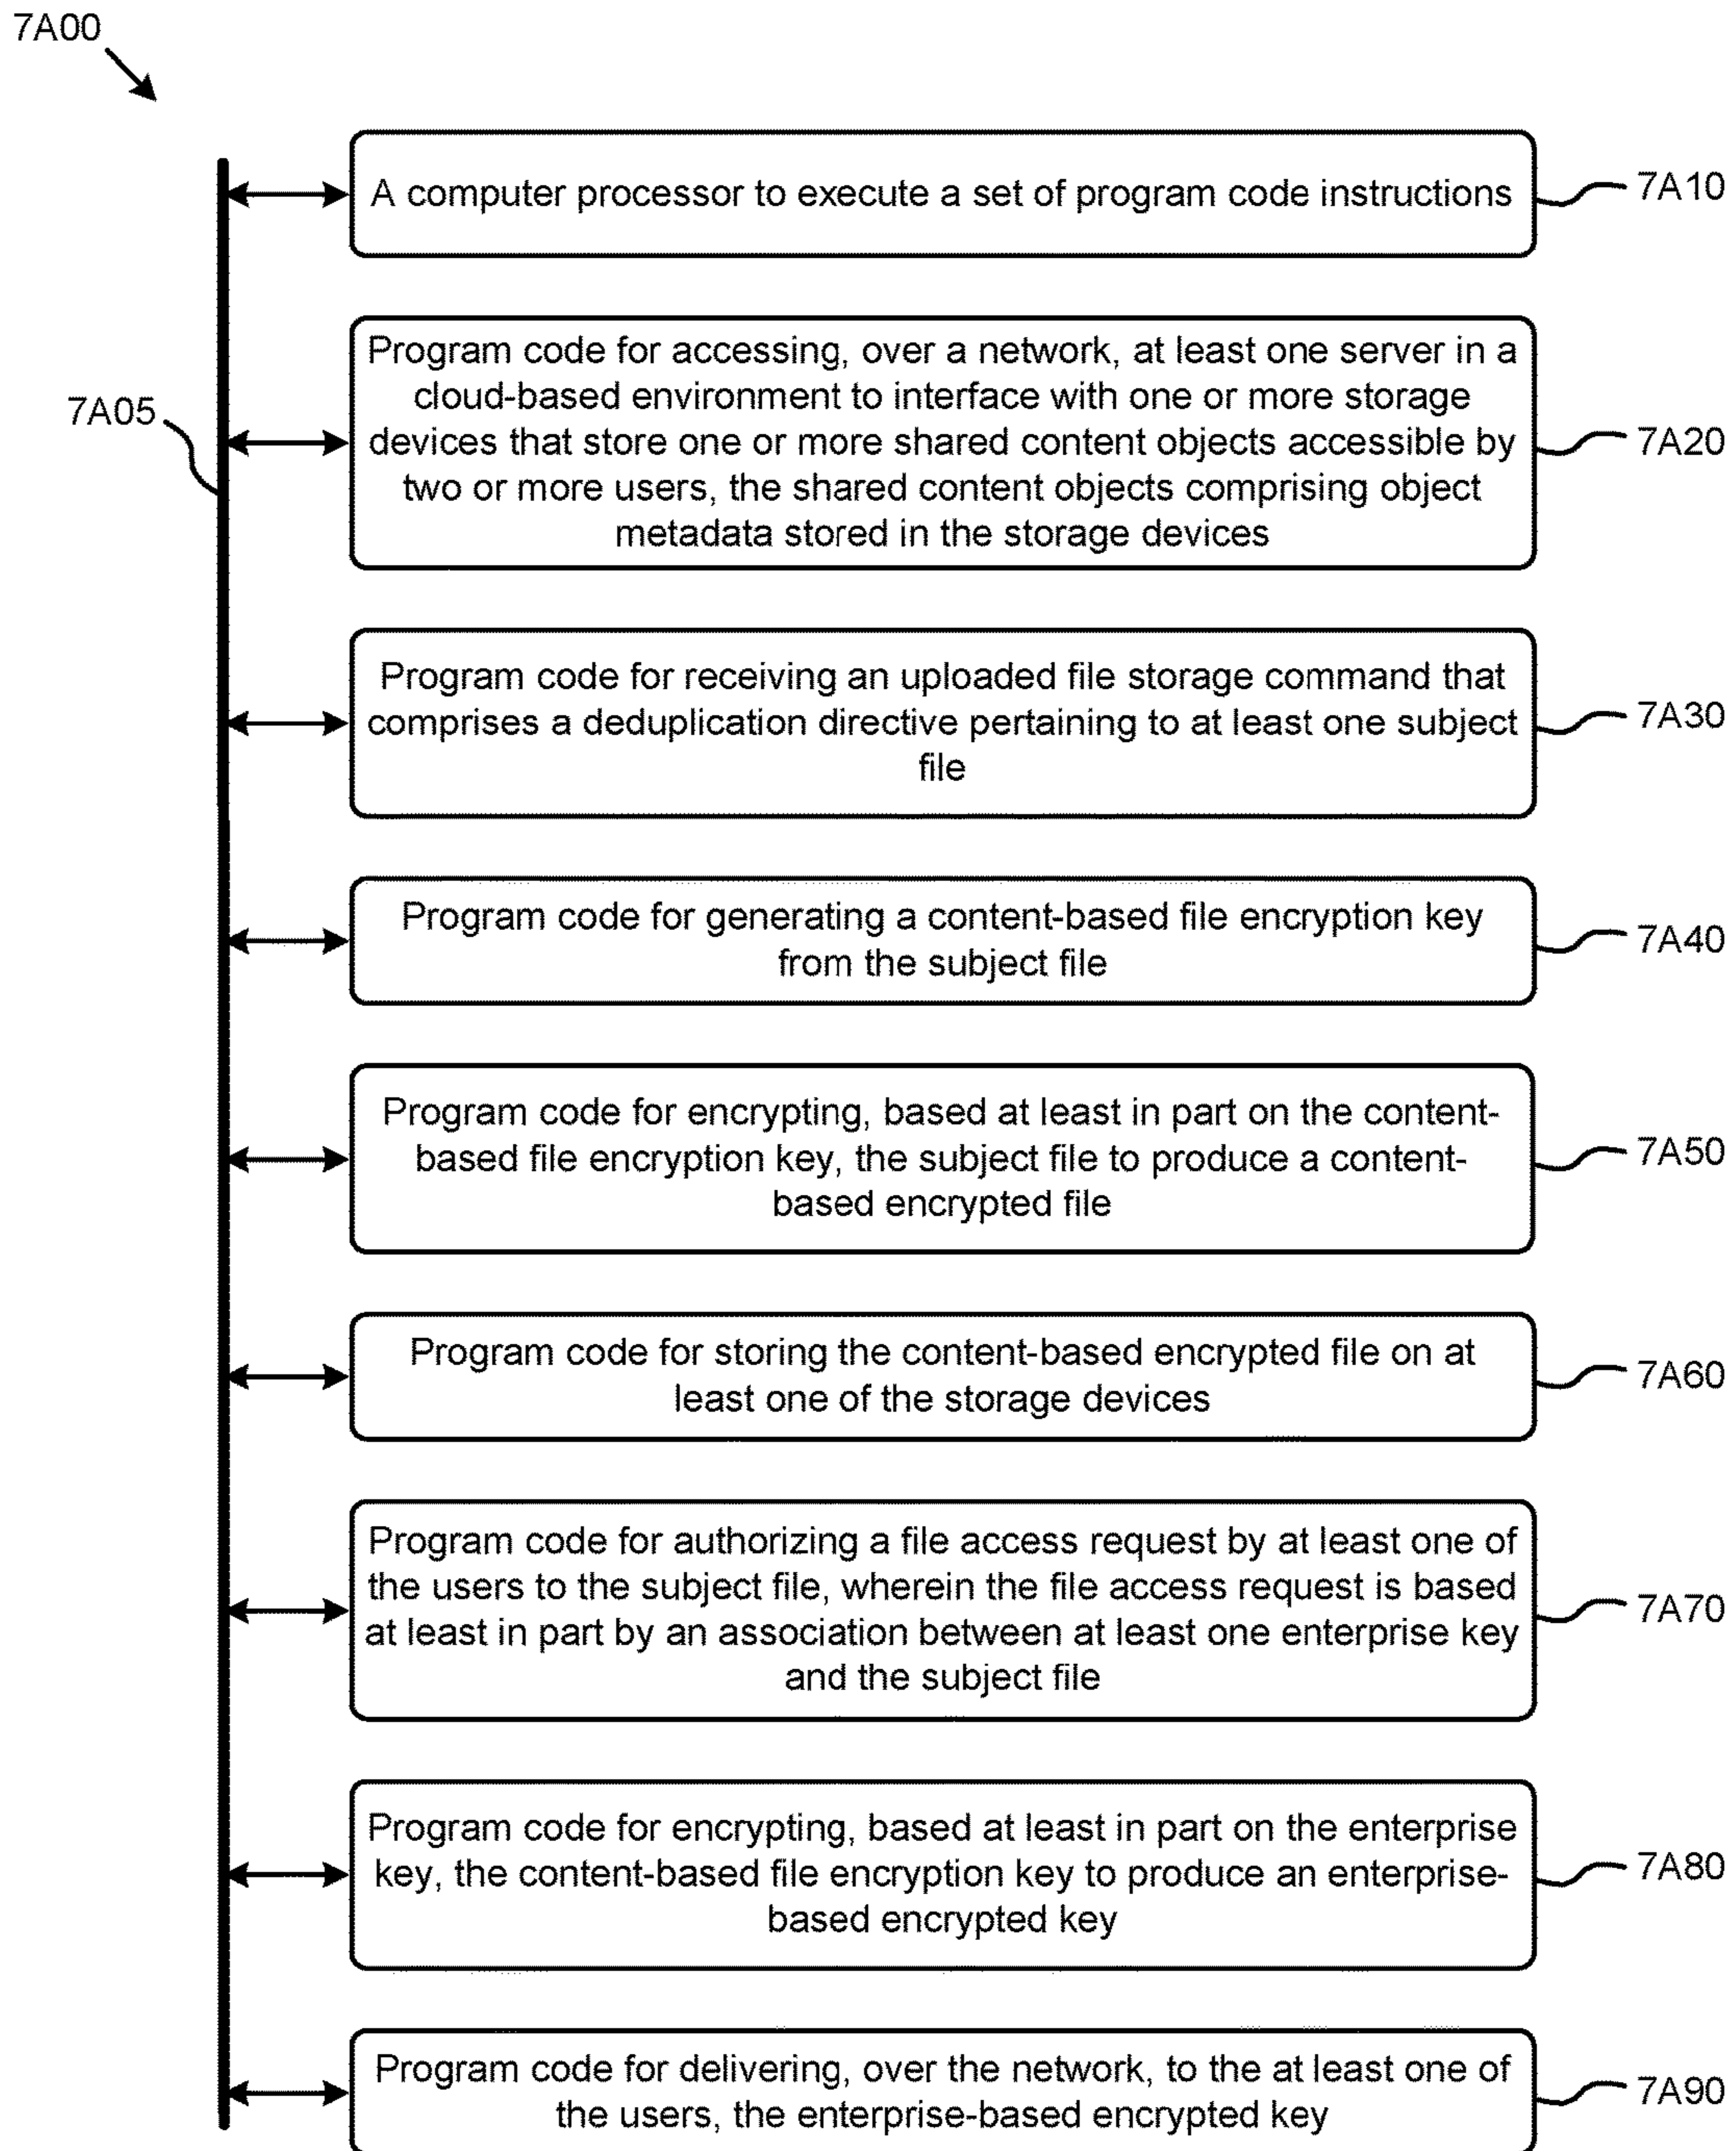 7A00
A computer processor to execute a set of program code instructions
7A10
Program code for accessing, over a network, at least one server in a
cloud-based environment to interface with one or more storage
devices that store one or more shared content objects accessible by
two or more users, the shared content objects comprising object
metadata stored in the storage devices
7A05
7A20
Program code for receiving an uploaded file storage command that
comprises a deduplication directive pertaining to at least one subject
file
7A30
Program code for generating a content-based file encryption key
from the subject file
7A40
Program code for encrypting, based at least in part on the content-
based file encryption key, the subject file to produce a content-
based encrypted file
7A50
Program code for storing the content-based encrypted file on at
least one of the storage devices
7A60
Program code for authorizing a file access request by at least one of
the users to the subject file, wherein the file access request is based
at least in part by an association between at least one enterprise key
and the subject file
7A70
Program code for encrypting, based at least in part on the enterprise
key, the content-based file encryption key to produce an enterprise-
based encrypted key
7A80
Program code for delivering, over the network, to the at least one of
the users, the enterprise-based encrypted key
7A90